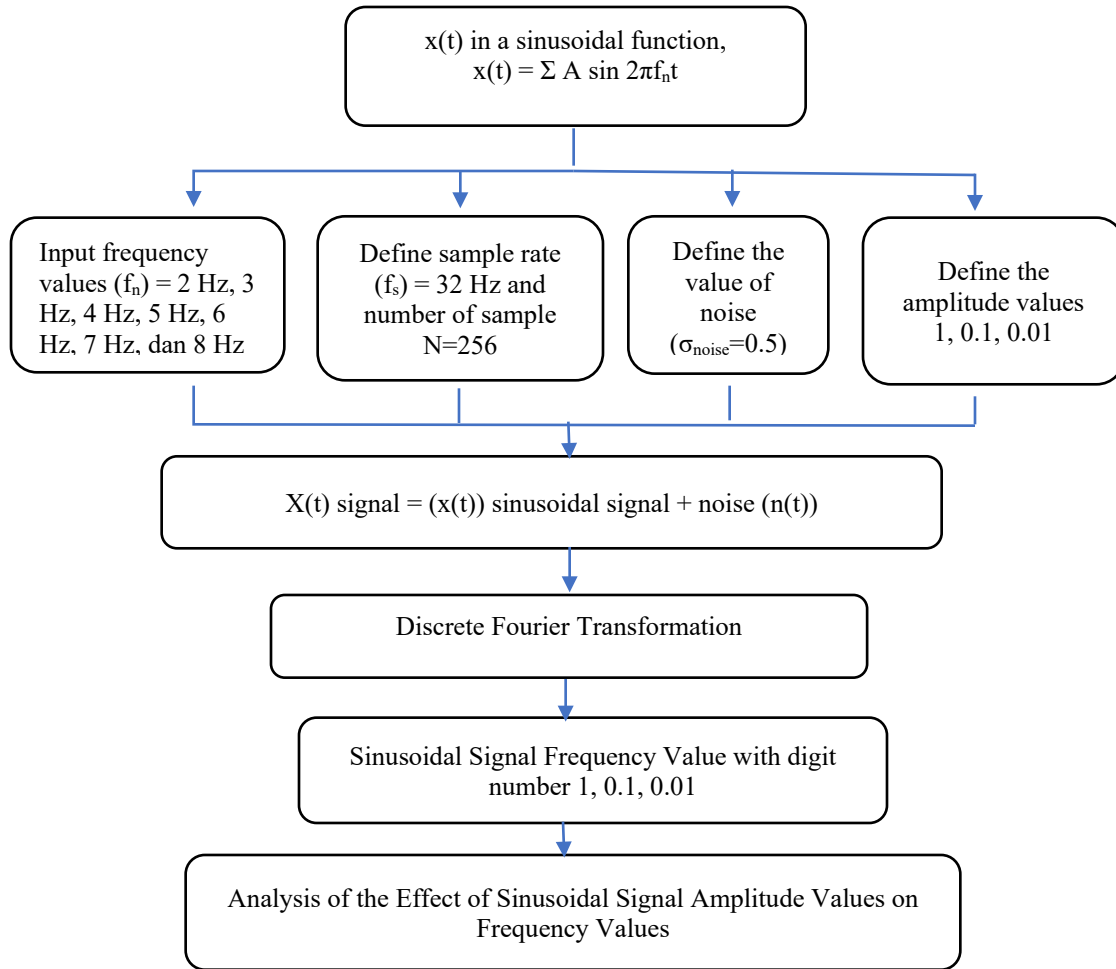 x(t) in a sinusoidal function,
x(t) = Σ A sin 2πfₙt
Input frequency
values (fₙ) = 2 Hz, 3
Hz, 4 Hz, 5 Hz, 6
Hz, 7 Hz, dan 8 Hz
Define sample rate
(fₛ) = 32 Hz and
number of sample
N=256
Define the
value of
noise
(σnoise=0.5)
Define the
amplitude values
1, 0.1, 0.01
X(t) signal = (x(t)) sinusoidal signal + noise (n(t))
Discrete Fourier Transformation
Sinusoidal Signal Frequency Value with digit
number 1, 0.1, 0.01
Analysis of the Effect of Sinusoidal Signal Amplitude Values on
Frequency Values